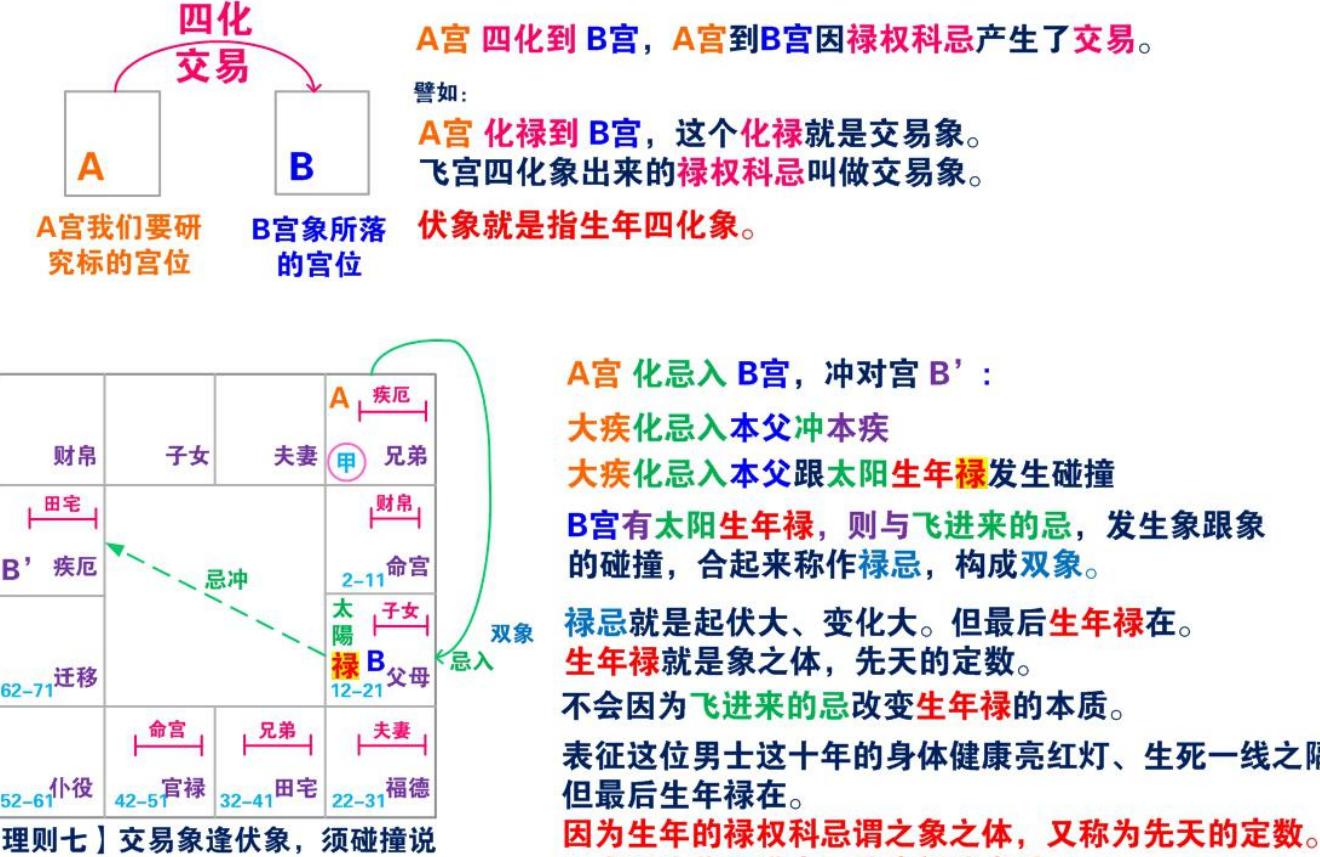 四化
交易
A
B
A宫我们要研
究标的宫位
B宫象所落
的宫位
A宫 四化到 B宫，A宫到B宫因禄权科忌产生了交易。
譬如：
A宫 化禄到 B宫，这个化禄就是交易象。
飞宫四化象出来的禄权科忌叫做交易象。
伏象就是指生年四化象。
A 疾厄
财帛 子女 夫妻 甲 兄弟
田宅 财帛
B’ 疾厄 忌冲 2-11 命宫
太陽 子女
双象
禄 B 忌入
62-71 迁移 12-21 父母
命宫 兄弟 夫妻
52-61 仆役 42-51 官禄 32-41 田宅 22-31 福德
理则七】交易象逢伏象，须碰撞说
A宫 化忌入 B宫，冲对宫 B’：
大疾化忌入本父冲本疾
大疾化忌入本父跟太阳生年禄发生碰撞
B宫有太阳生年禄，则与飞进来的忌，发生象跟象
的碰撞，合起来称作禄忌，构成双象。
禄忌就是起伏大、变化大。但最后生年禄在。
生年禄就是象之体，先天的定数。
不会因为飞进来的忌改变生年禄的本质。
表征这位男士这十年的身体健康亮红灯、生死一线之隔
但最后生年禄在。
因为生年的禄权科忌谓之象之体，又称为先天的定数。